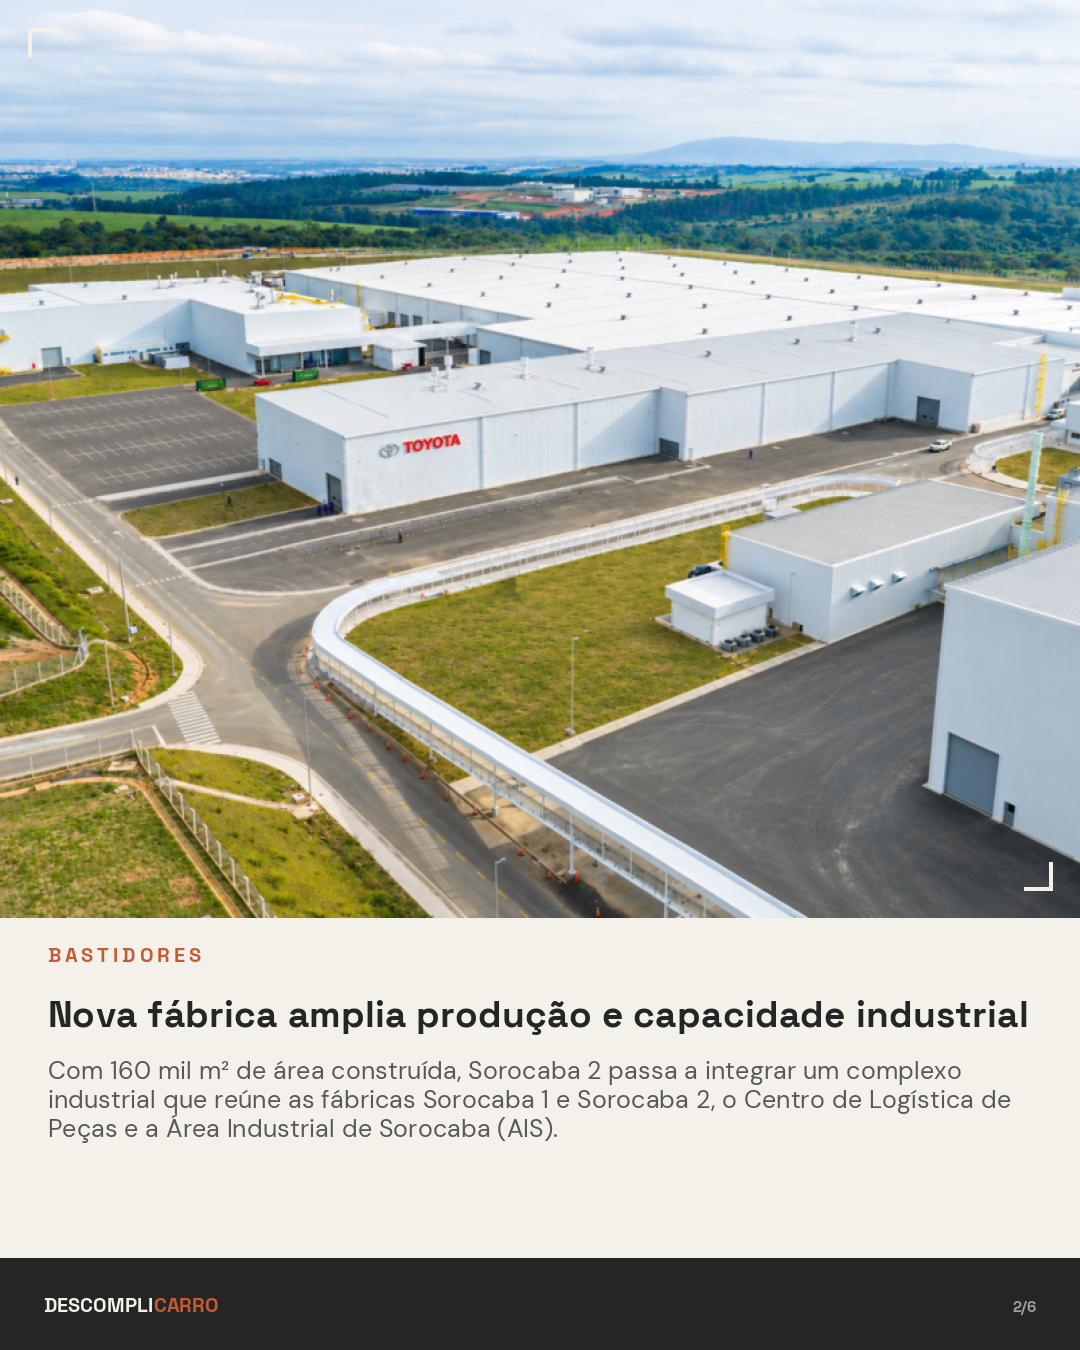 TOYOTA
BASTIDORES
Nova fábrica amplia produção e capacidade industrial
Com 160 mil m² de área construída, Sorocaba 2 passa a integrar um complexo
industrial que reúne as fábricas Sorocaba 1 e Sorocaba 2, o Centro de Logística de
Peças e a Área Industrial de Sorocaba (AIS).
DESCOMPLICARRO
2/6